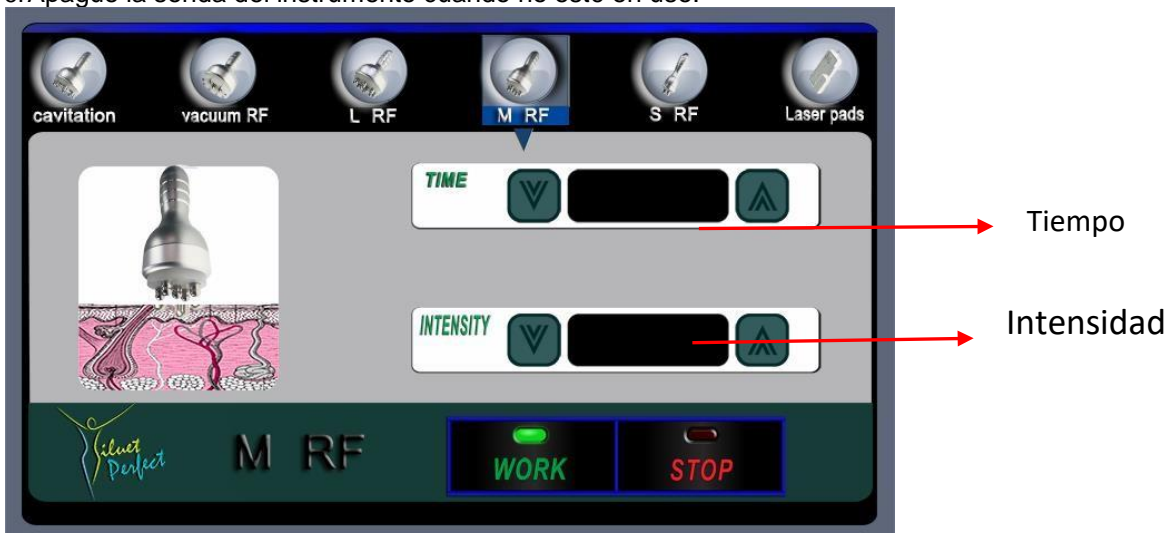 cavitation vacuum RF L RF M RF S RF Laser pads
TIME
Tiempo
INTENSITY
Intensidad
Siluet
Perfect
M RF
WORK STOP